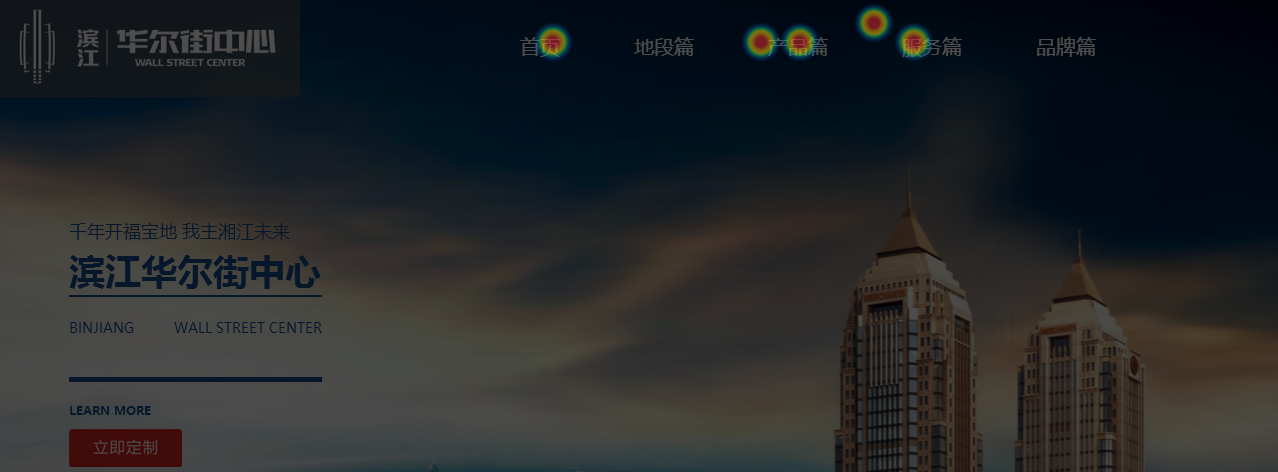 滨江 华尔街中心
WALL STREET CENTER
首页 地段篇 产品篇 服务篇 品牌篇
千年开福宝地 我主湘江未来
滨江华尔街中心
BINJIANG WALL STREET CENTER
LEARN MORE
立即定制